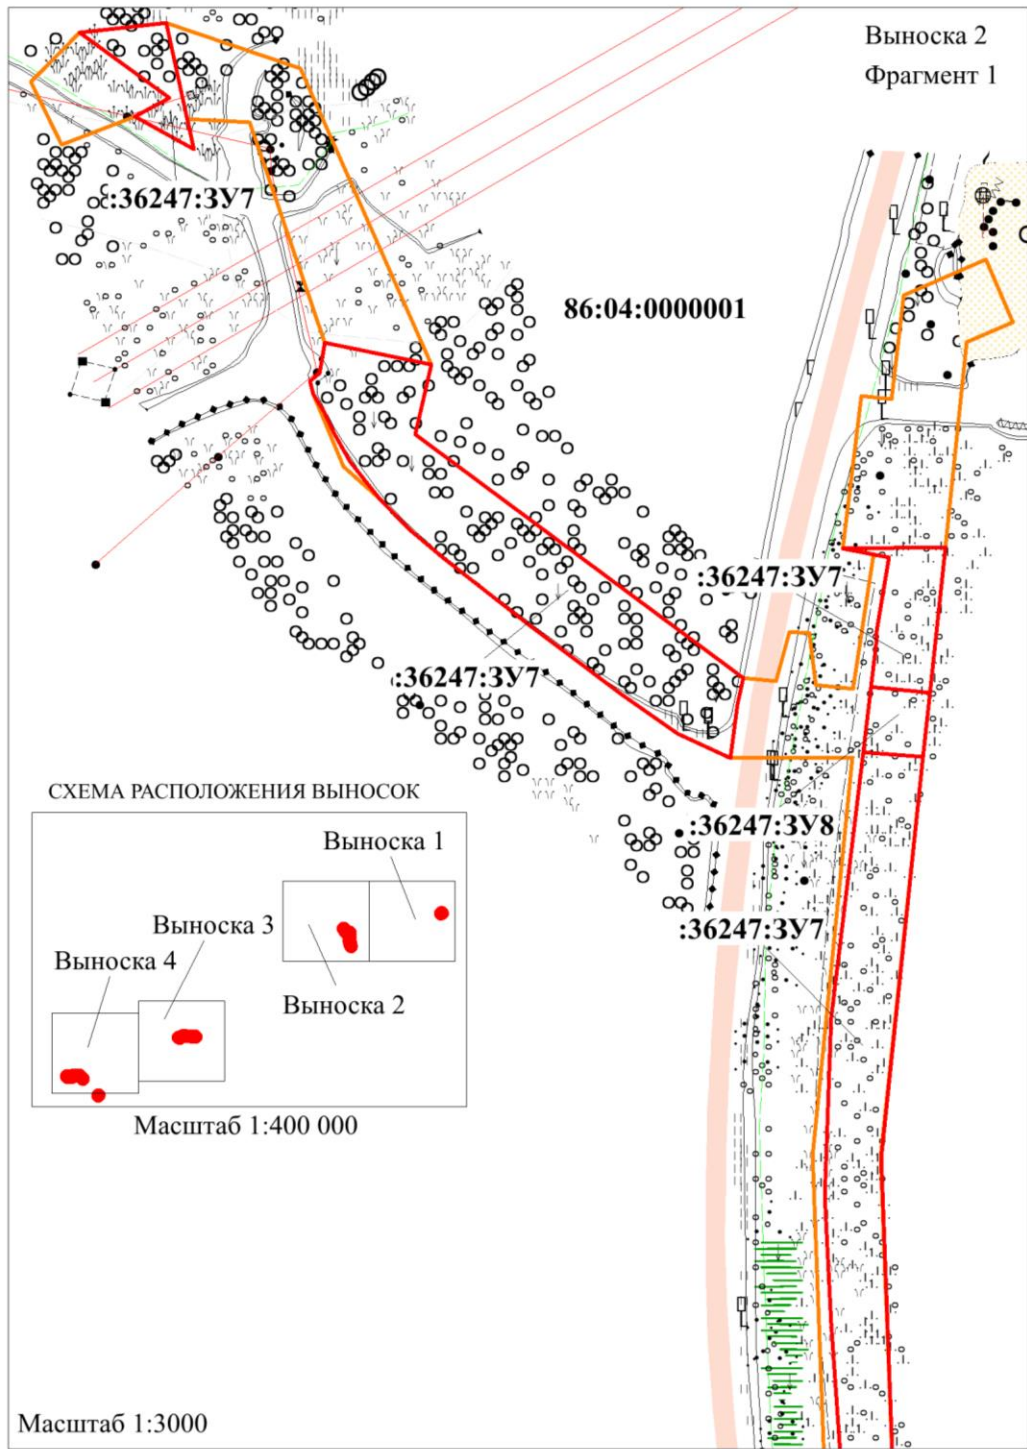 Выноска 2
Фрагмент 1
:36247:ЗУ7
86:04:0000001
:36247:ЗУ7
:36247:ЗУ7
СХЕМА РАСПОЛОЖЕНИЯ ВЫНОСОК
Выноска 1
Выноска 3
Выноска 4
Выноска 2
Масштаб 1:400 000
:36247:ЗУ8
:36247:ЗУ7
Масштаб 1:3000